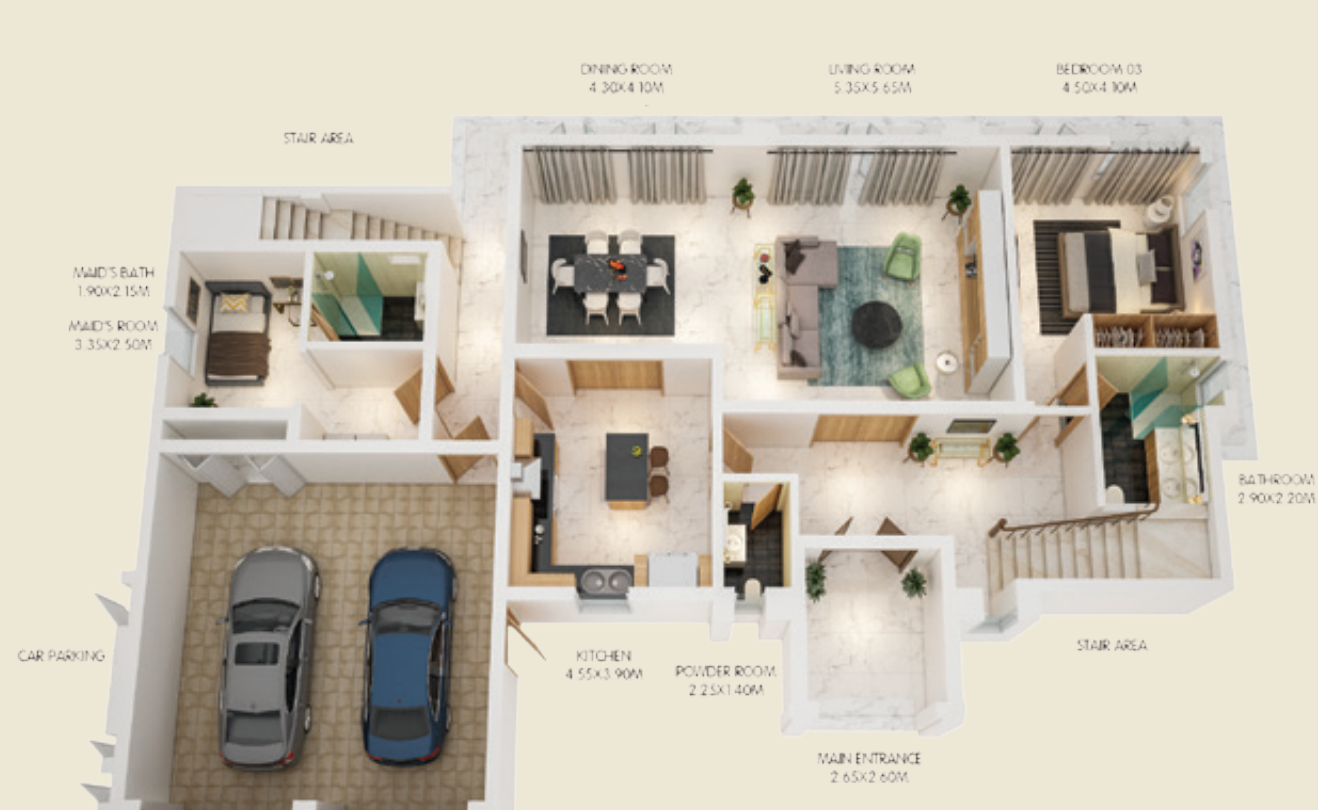 DINING ROOM
4.30X4.10M
LIVING ROOM
5.35X5.65M
BEDROOM 03
4.50X4.10M
STAIR AREA
MAID'S BATH
1.90X2.15M
MAID'S ROOM
3.35X2.50M
BATHROOM
2.90X2.20M
CAR PARKING
KITCHEN
4.55X3.90M
POWDER ROOM
2.25X1.40M
STAIR AREA
MAIN ENTRANCE
2.65X2.60M